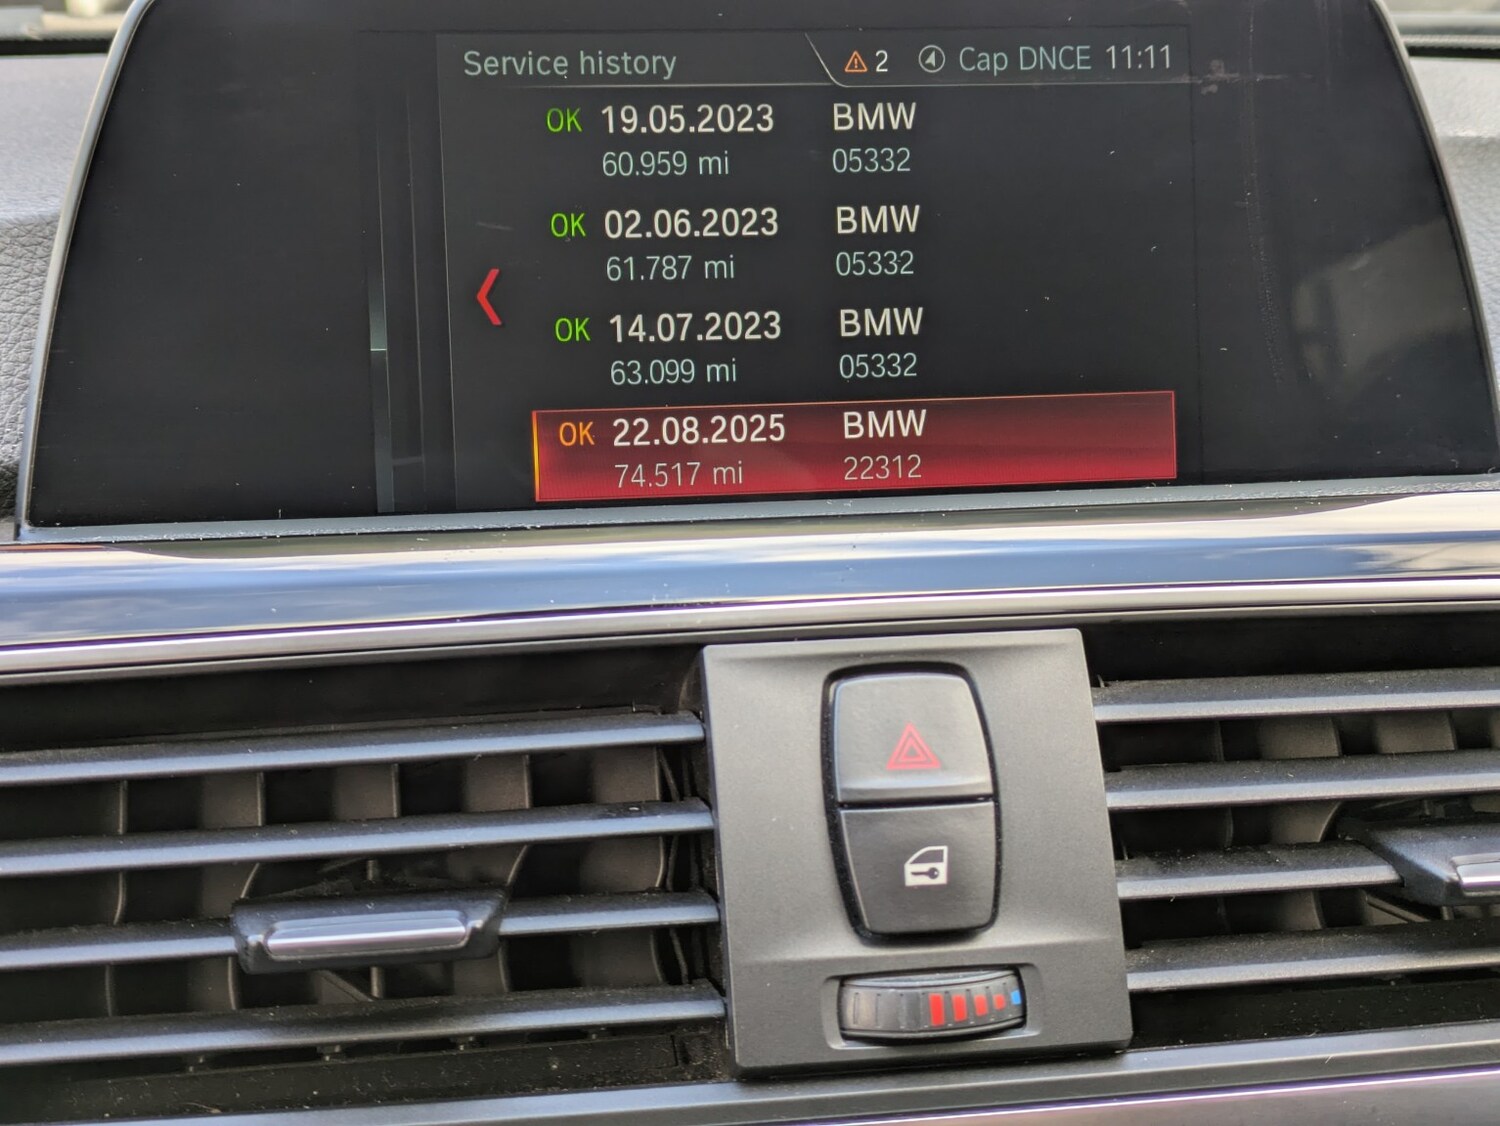 Service history 2 Cap DNCE 11:11
OK 19.05.2023 BMW
60.959 mi 05332
OK 02.06.2023 BMW
61.787 mi 05332
OK 14.07.2023 BMW
63.099 mi 05332
OK 22.08.2025 BMW
74.517 mi 22312